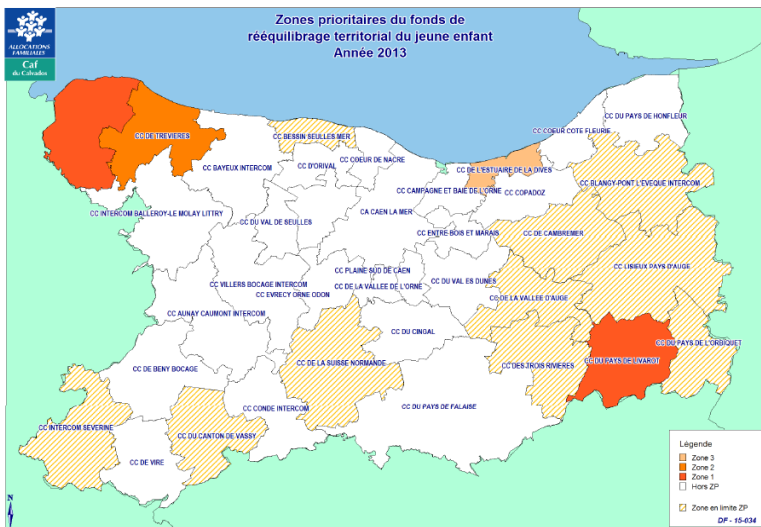 Zones prioritaires du fonds de
rééquilibrage territorial du jeune enfant
Année 2013
ALLOCATIONS
FAMILIALES
Caf
du Calvados
CC DU PAYS DE HONFLEUR
CC COEUR COTE FLEURIE
CC DE TREVIERES
CC BESSIN SEULLES MER
CC COEUR DE NACRE
CC D'ORIVAL
CC BAYEUX INTERCOM
CC DE L'ESTUAIRE DE LA DIVES
CC BLANGY-PONT L'EVEQUE INTERCOM
CC CAMPAGNE ET BAIE DE L'ORNE
CC COPADOZ
CC INTERCOM BALLEROY-LE MOLAY LITTRY
CA CAEN LA MER
CC DU VAL DE SEULLES
CC ENTRE BOIS ET MARAIS
CC DE CAMBREMER
CC LISIEUX PAYS D'AUGE
CC PLAINE SUD DE CAEN
CC VILLERS BOCAGE INTERCOM
CC DU VAL ES DUNES
CC DE LA VALLEE DE L'ORNE
CC EVRECY ORNE ODON
CC DE LA VALLEE D'AUGE
CC AUNAY CAUMONT INTERCOM
CC DU CINGAL
CC DU PAYS DE L'ORBIQUET
CC DE BENY BOCAGE
CC DE LA SUISSE NORMANDE
CC DES TROIS RIVIERES
CC DU PAYS DE LIVAROT
CC CONDE INTERCOM
CC DU PAYS DE FALAISE
CC INTERCOM SEVERINE
CC DU CANTON DE VASSY
CC DE VIRE
Légende
Zone 3
Zone 2
Zone 1
Hors ZP
Zone en limite ZP
N
DF - 15-034